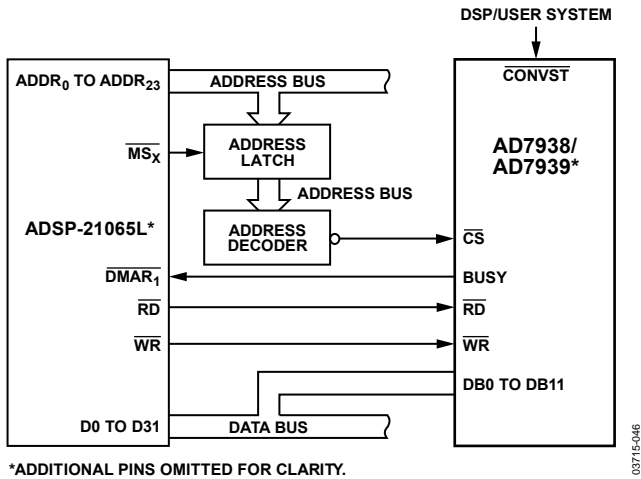 DSP/USER SYSTEM
ADDR0 TO ADDR23
ADDRESS BUS
CONVST
MSX
ADDRESS
LATCH
AD7938/
AD7939*
ADDRESS BUS
ADSP-21065L*
ADDRESS
DECODER
CS
DMAR1
BUSY
RD
RD
WR
WR
DB0 TO DB11
D0 TO D31
DATA BUS
*ADDITIONAL PINS OMITTED FOR CLARITY.
03715-046